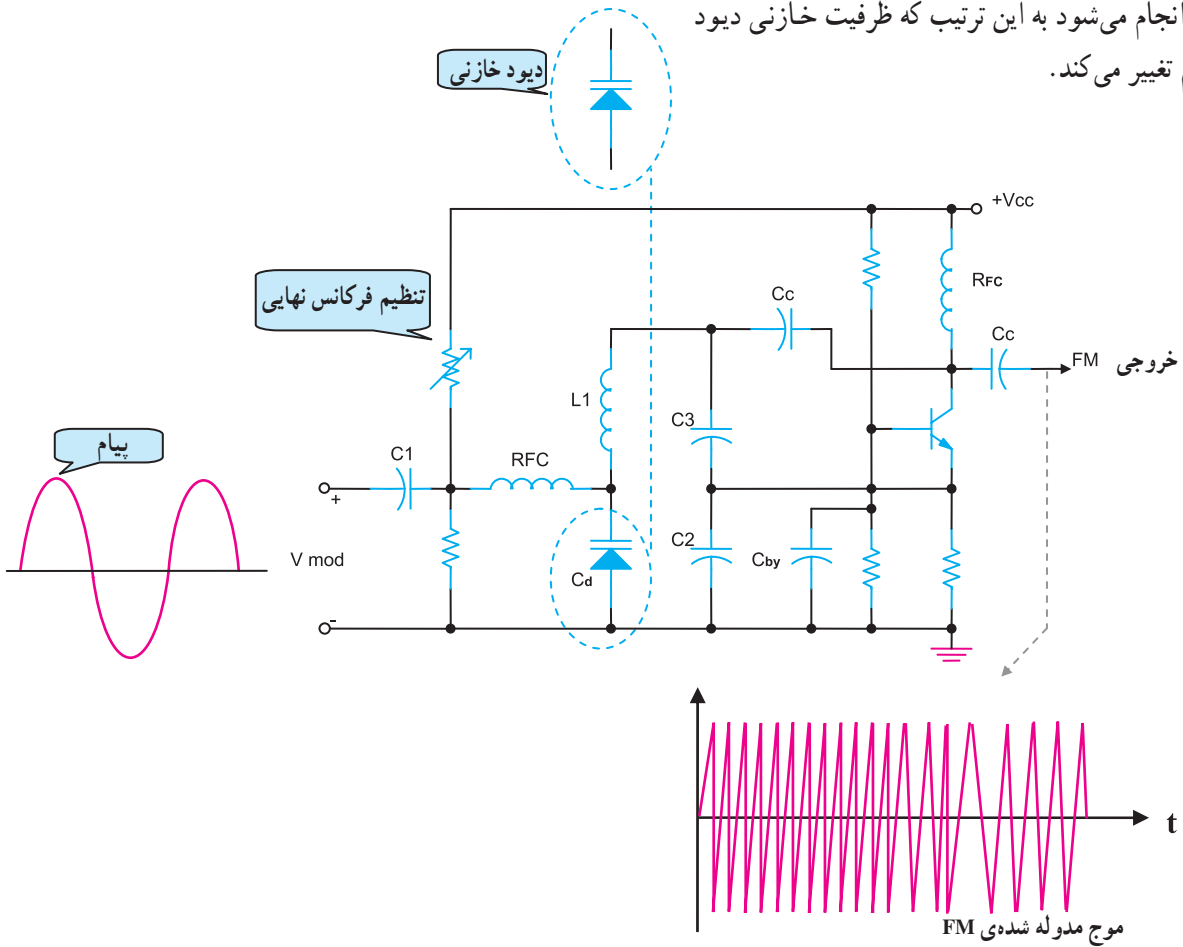 انجام می‌شود به این ترتیب که ظرفیت خازنی دیود
تغییر می‌کند.
دیود خازنی
+Vcc
تنظیم فرکانس نهایی
RFC
Cc
Cc
FM خروجی
L1
C3
پیام
C1
RFC
+
V mod
C2
Cby
Cd
-
t
موج مدوله شده‌ی FM